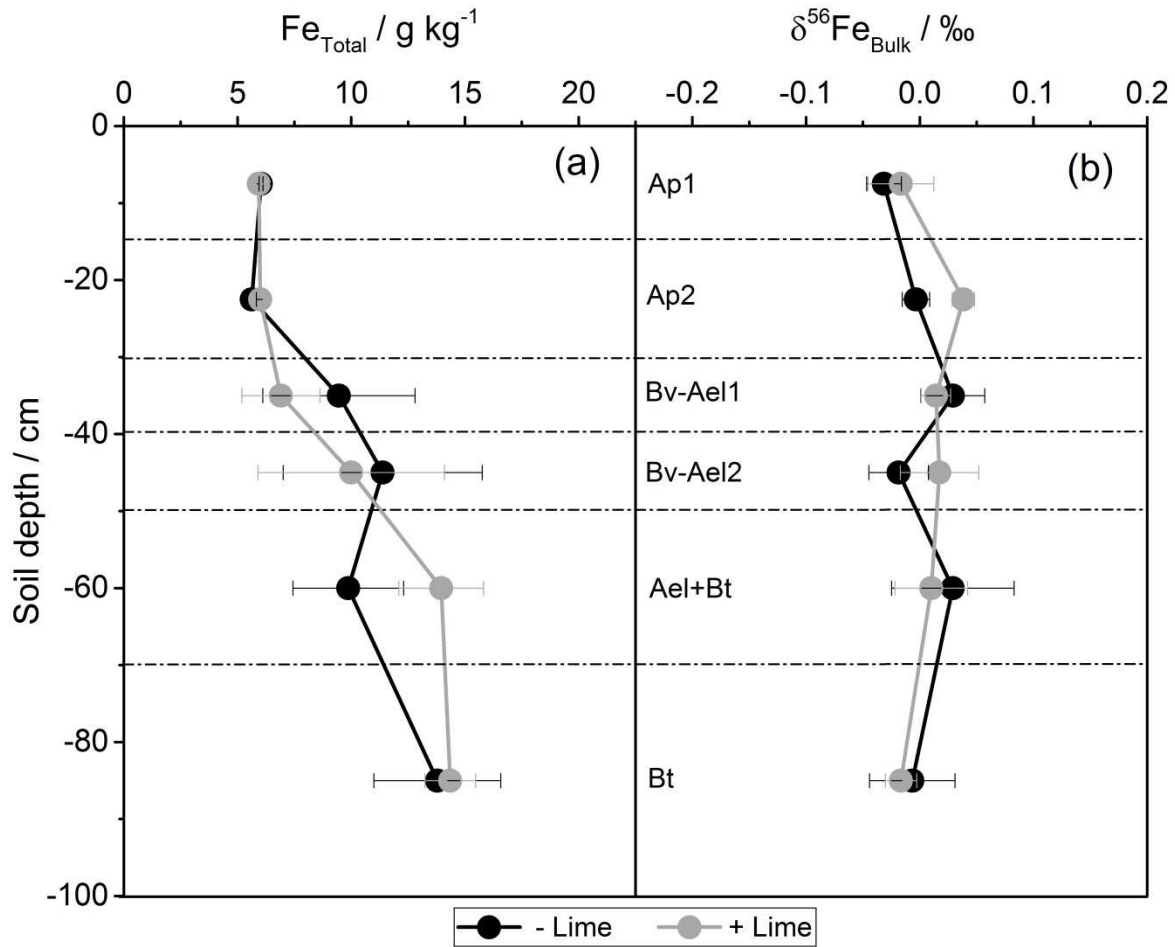 Fe_Total / g kg⁻¹ δ⁵⁶Fe_Bulk / ‰
0 5 10 15 20 -0.2 -0.1 0.0 0.1 0.2
0
(a) (b)
Ap1
-20
Ap2
Bv-Ael1
-40
Bv-Ael2
Soil depth / cm
-60
Ael+Bt
-80
Bt
-100
- Lime + Lime